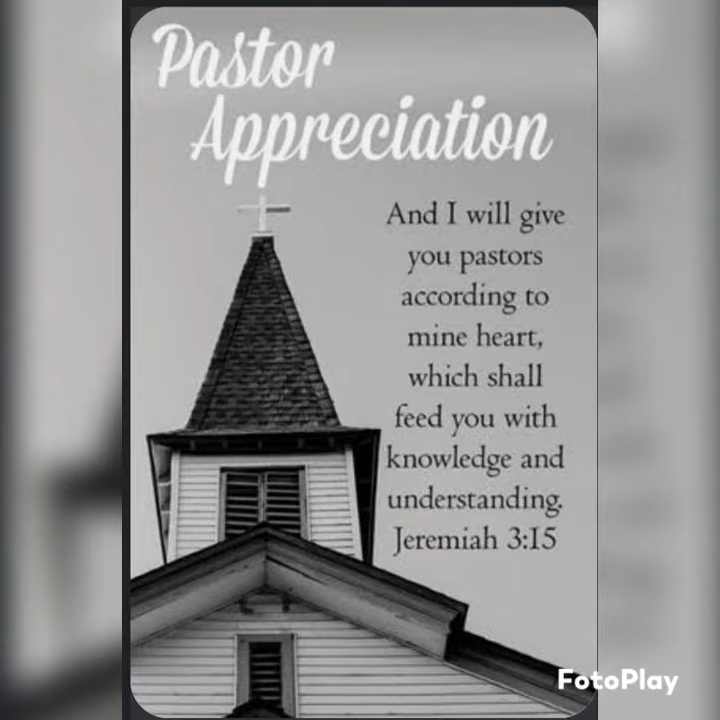 Pastor
Appreciation
And I will give
you pastors
according to
mine heart,
which shall
feed you with
knowledge and
understanding.
Jeremiah 3:15
FotoPlay